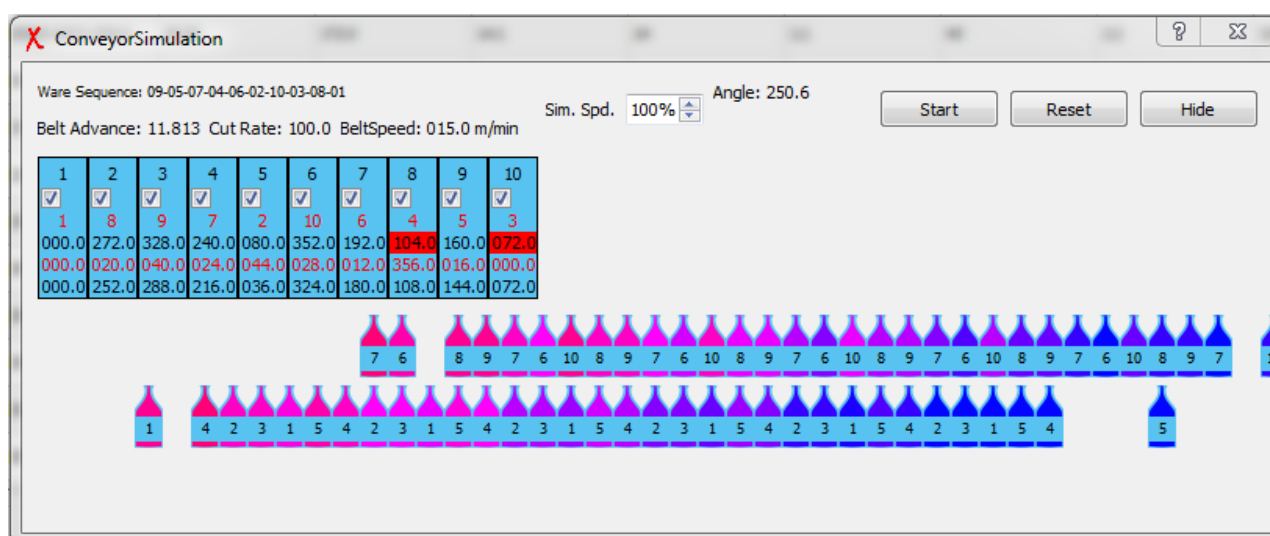 ConveyorSimulation
Ware Sequence: 09-05-07-04-06-02-10-03-08-01
Sim. Spd. 100% Angle: 250.6 Start Reset Hide
Belt Advance: 11.813 Cut Rate: 100.0 BeltSpeed: 015.0 m/min
1 2 3 4 5 6 7 8 9 10
1 8 9 7 2 10 6 4 5 3
000.0 272.0 328.0 240.0 080.0 352.0 192.0 104.0 160.0 072.0
000.0 020.0 040.0 024.0 044.0 028.0 012.0 356.0 016.0 000.0
000.0 252.0 288.0 216.0 036.0 324.0 180.0 108.0 144.0 072.0
7 6 8 9 7 6 10 8 9 7 6 10 8 9 7 6 10 8 9 7 6 10 8 9 7 6 10 8 9 7
1 4 2 3 1 5 4 2 3 1 5 4 2 3 1 5 4 2 3 1 5 4 2 3 1 5 4 2 3 1 5 4 5